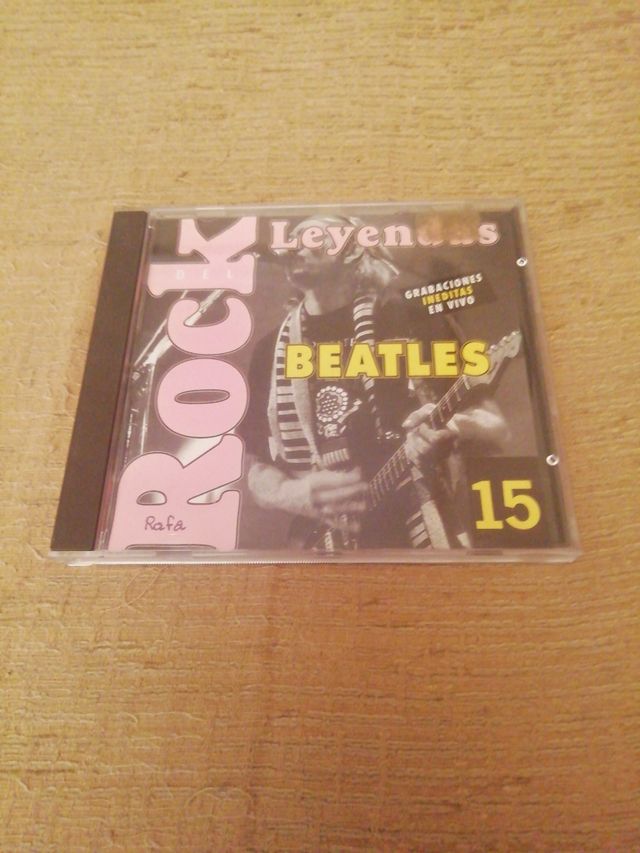 Leyendas
DEL
ROCK
GRABACIONES
INEDITAS
EN VIVO
BEATLES
15
Rafa